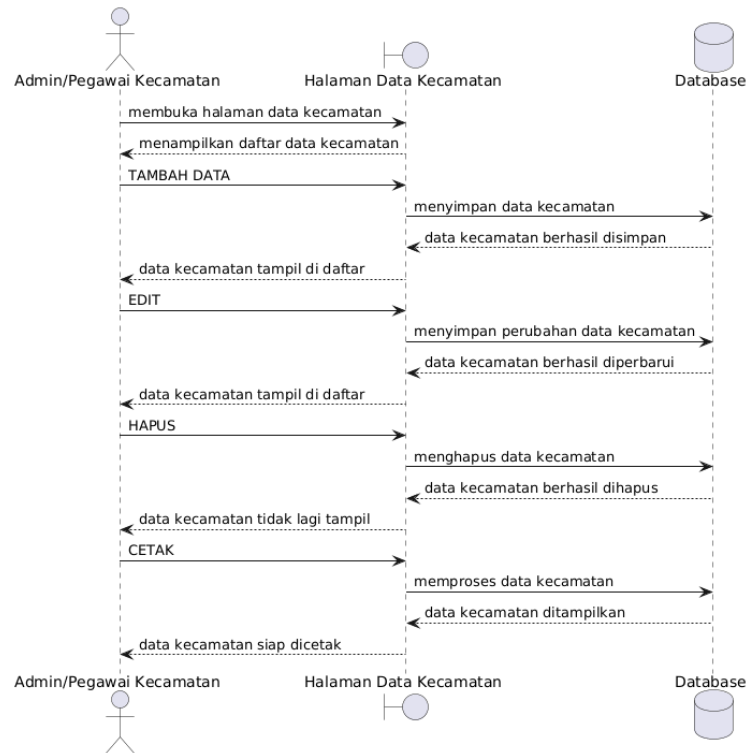 Admin/Pegawai Kecamatan
Halaman Data Kecamatan
Database
membuka halaman data kecamatan
menampilkan daftar data kecamatan
TAMBAH DATA
menyimpan data kecamatan
data kecamatan berhasil disimpan
data kecamatan tampil di daftar
EDIT
menyimpan perubahan data kecamatan
data kecamatan berhasil diperbarui
data kecamatan tampil di daftar
HAPUS
menghapus data kecamatan
data kecamatan berhasil dihapus
data kecamatan tidak lagi tampil
CETAK
memproses data kecamatan
data kecamatan ditampilkan
data kecamatan siap dicetak
Admin/Pegawai Kecamatan
Halaman Data Kecamatan
Database